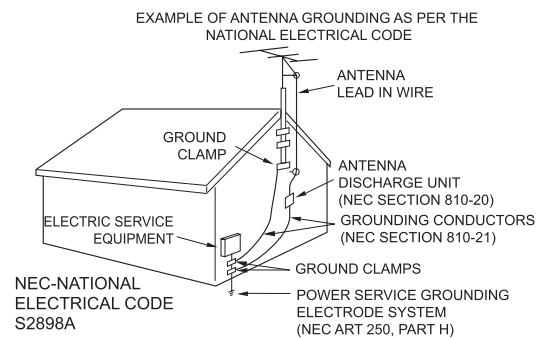 EXAMPLE OF ANTENNA GROUNDING AS PER THE
NATIONAL ELECTRICAL CODE
ANTENNA
LEAD IN WIRE
GROUND
CLAMP
ANTENNA
DISCHARGE UNIT
(NEC SECTION 810-20)
ELECTRIC SERVICE
EQUIPMENT
GROUNDING CONDUCTORS
(NEC SECTION 810-21)
GROUND CLAMPS
NEC-NATIONAL
ELECTRICAL CODE
S2898A
POWER SERVICE GROUNDING
ELECTRODE SYSTEM
(NEC ART 250, PART H)